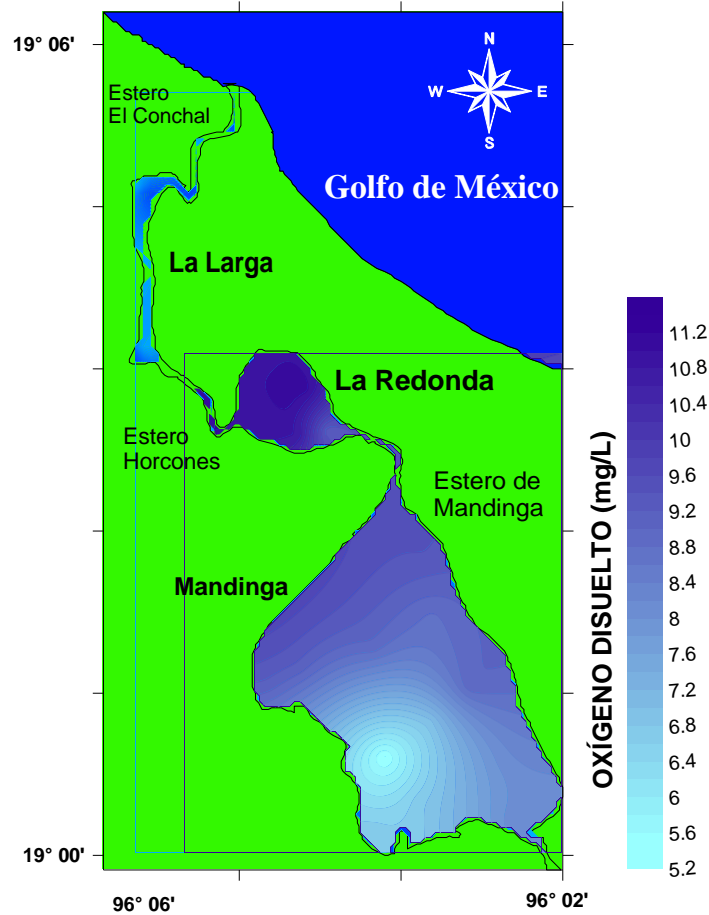 19° 06'
Estero
El Conchal
N
W
E
S
Golfo de México
La Larga
La Redonda
Estero
Horcones
Estero de
Mandinga
Mandinga
19° 00'
96° 06'
96° 02'
OXÍGENO DISUELTO (mg/L)
11.2
10.8
10.4
10
9.6
9.2
8.8
8.4
8
7.6
7.2
6.8
6.4
6
5.6
5.2